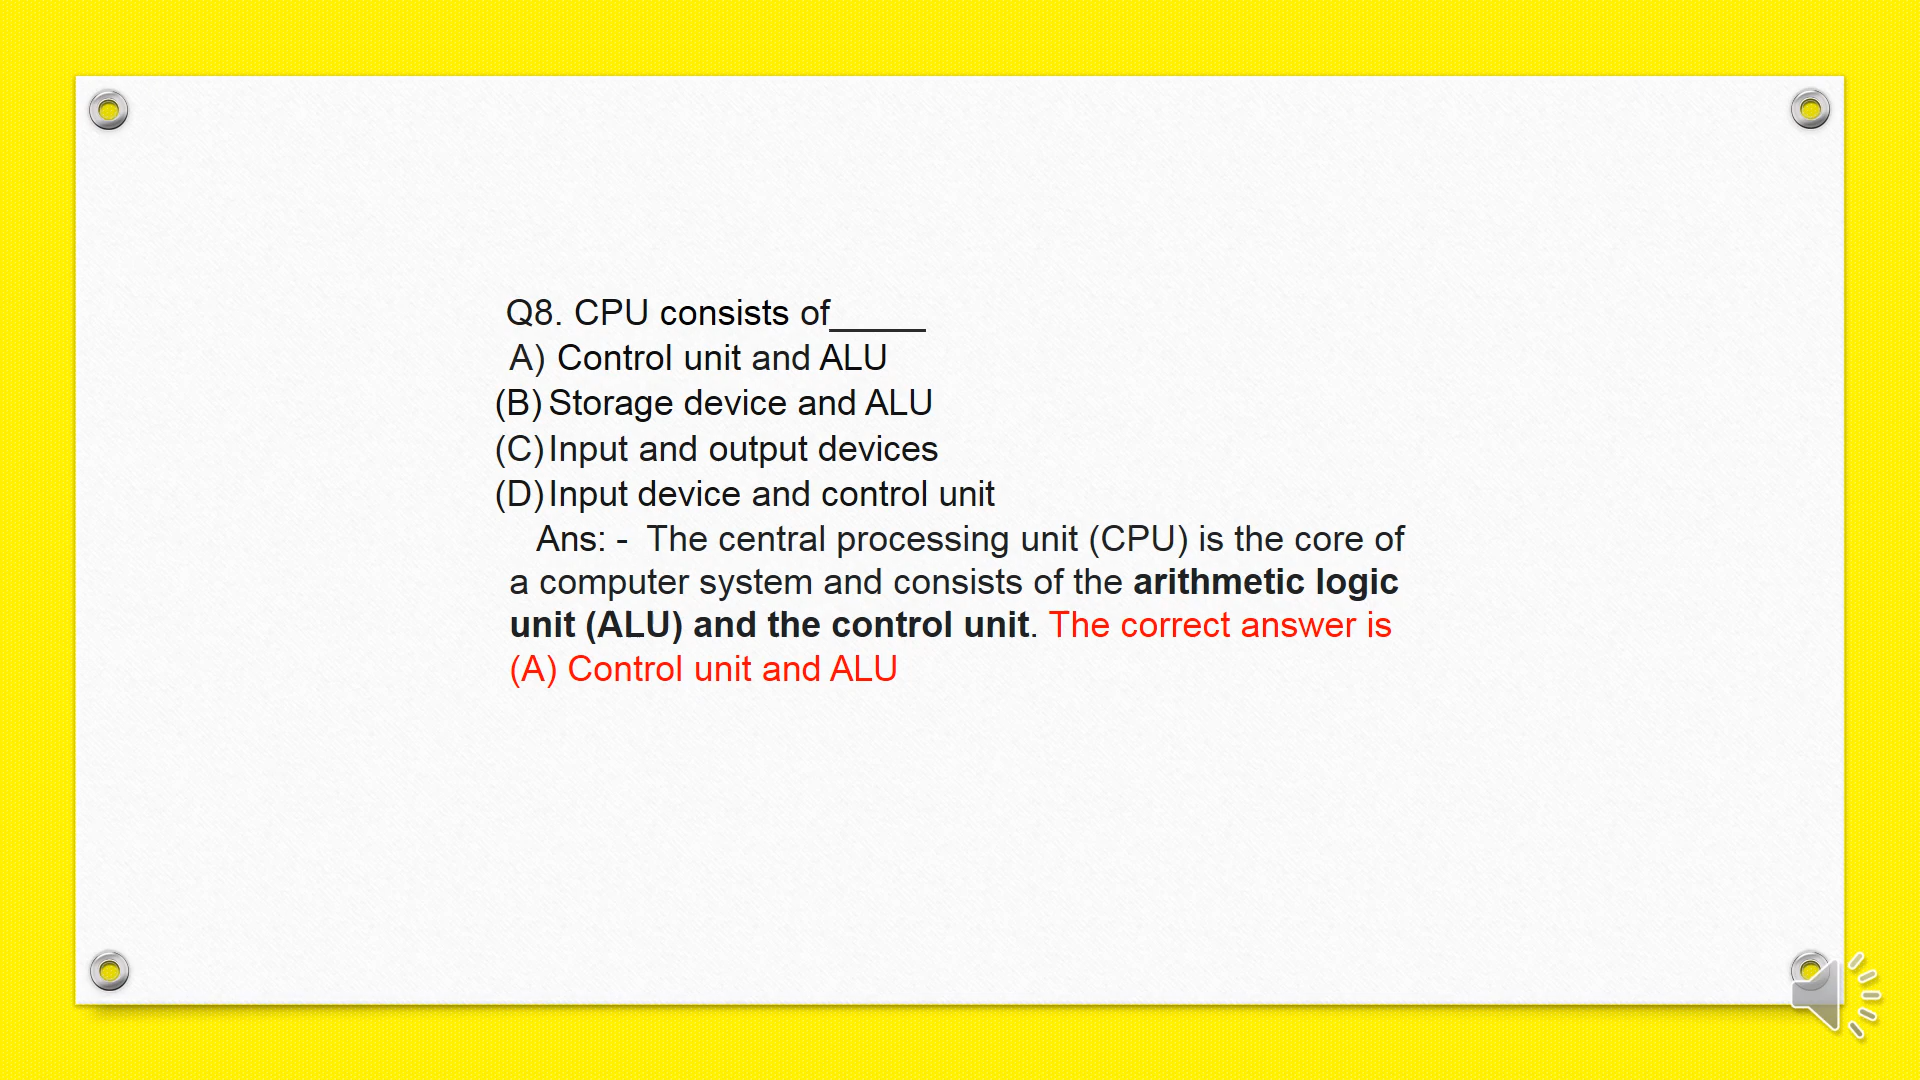 Q8. CPU consists of_____
A) Control unit and ALU
(B) Storage device and ALU
(C) Input and output devices
(D) Input device and control unit
Ans: - The central processing unit (CPU) is the core of
a computer system and consists of the arithmetic logic
unit (ALU) and the control unit. The correct answer is
(A) Control unit and ALU